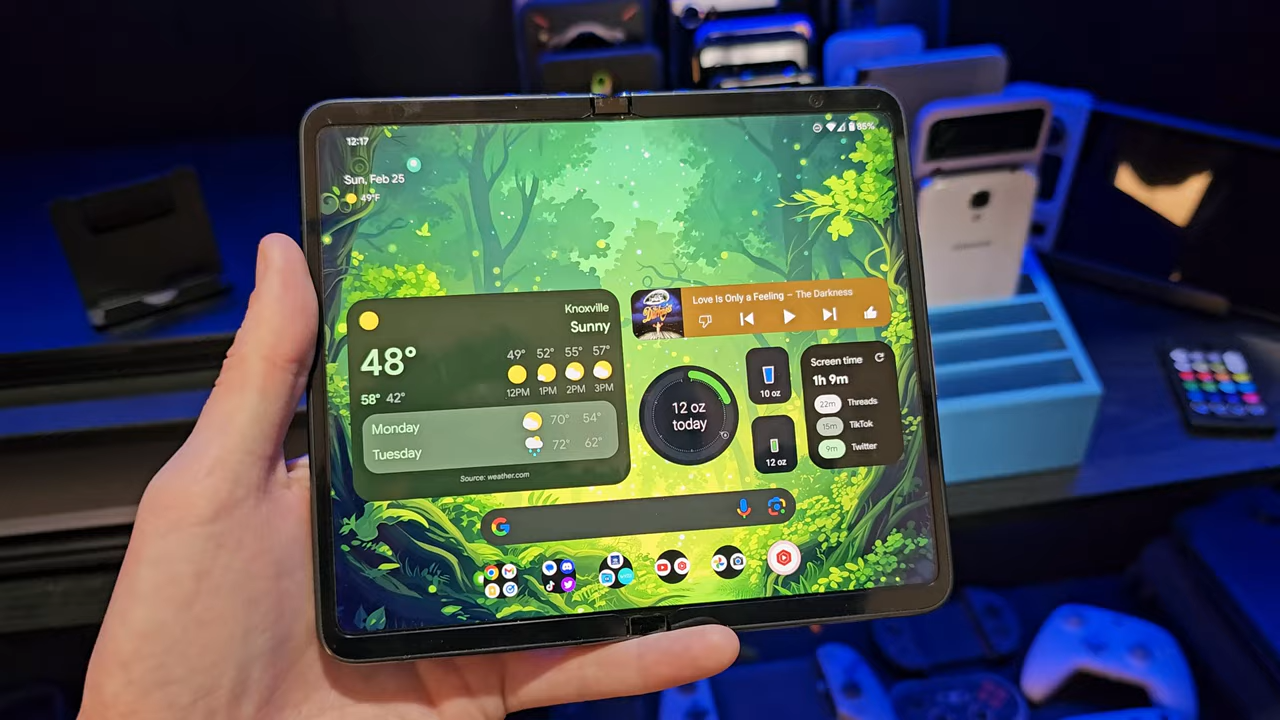 12:17
85%
Sun, Feb 25
49°F
Knoxville
Sunny
48°
58° 42°
49° 52° 55° 57°
12PM 1PM 2PM 3PM
Monday 70° 54°
Tuesday 72° 62°
Source: weather.com
Love Is Only a Feeling – The Darkness
12 oz
today
10 oz
12 oz
Screen time
1h 9m
22m Threads
15m TikTok
9m Twitter